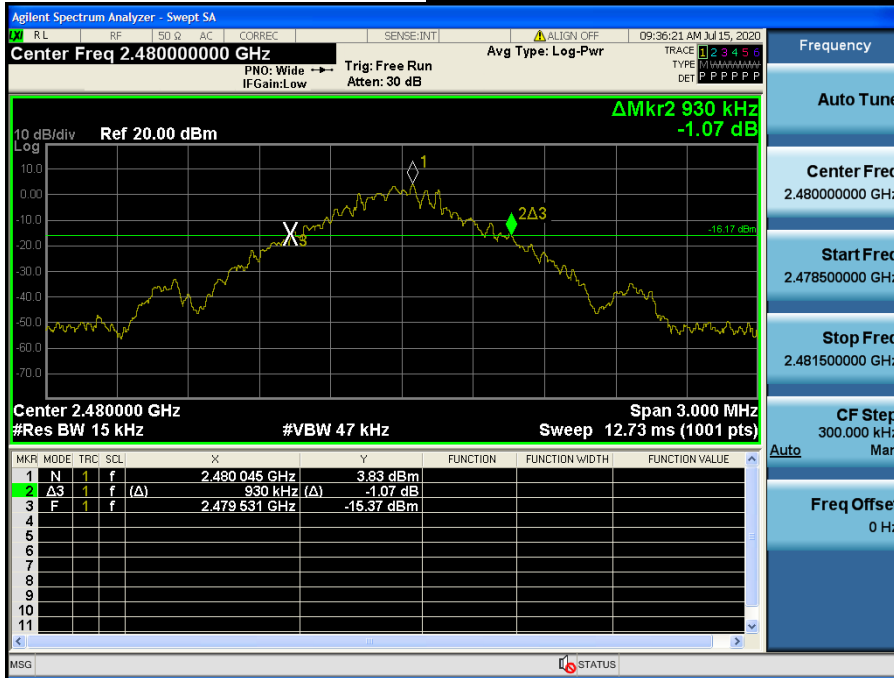 Agilent Spectrum Analyzer - Swept SA
LXI RL RF 50 Ω AC CORREC SENSE:INT ALIGN OFF 09:36:21 AM Jul 15, 2020
Center Freq 2.480000000 GHz
PNO: Wide
IFGain:Low
Trig: Free Run
Atten: 30 dB
Avg Type: Log-Pwr
TRACE 1 2 3 4 5 6
TYPE MWWWWW
DET P P P P P P
ΔMkr2 930 kHz
-1.07 dB
10 dB/div Ref 20.00 dBm
Log
10.0
0.00
-10.0
-20.0
-30.0
-40.0
-50.0
-60.0
-70.0
1
2Δ3
3
-16.17 dBm
Center 2.480000 GHz Span 3.000 MHz
#Res BW 15 kHz #VBW 47 kHz Sweep 12.73 ms (1001 pts)
MKR MODE TRC SCL X Y FUNCTION FUNCTION WIDTH FUNCTION VALUE
1 N 1 f 2.480 045 GHz 3.83 dBm
2 Δ3 1 f (Δ) 930 kHz (Δ) -1.07 dB
3 F 1 f 2.479 531 GHz -15.37 dBm
4
5
6
7
8
9
10
11
MSG STATUS
Frequency
Auto Tune
Center Freq
2.480000000 GHz
Start Freq
2.478500000 GHz
Stop Freq
2.481500000 GHz
CF Step
300.000 kHz
Auto Man
Freq Offset
0 Hz